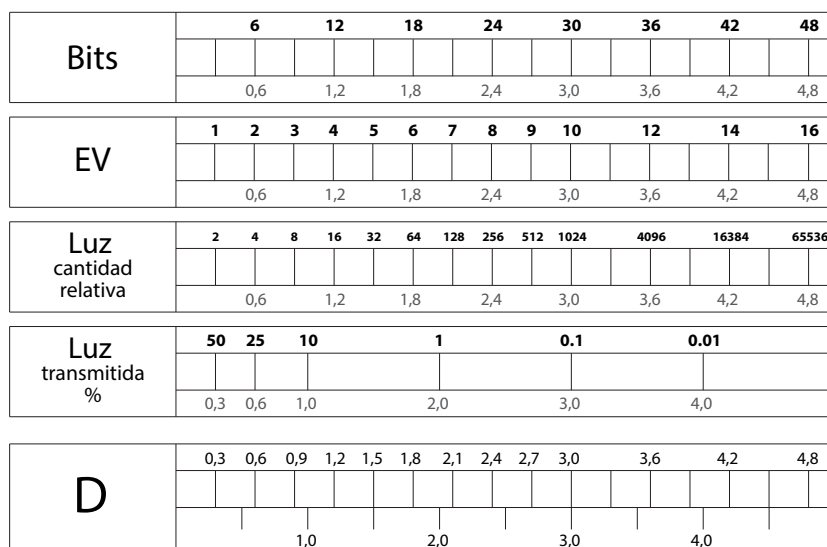 Bits
6 12 18 24 30 36 42 48
0,6 1,2 1,8 2,4 3,0 3,6 4,2 4,8
EV
1 2 3 4 5 6 7 8 9 10 12 14 16
0,6 1,2 1,8 2,4 3,0 3,6 4,2 4,8
Luz
cantidad
relativa
2 4 8 16 32 64 128 256 512 1024 4096 16384 65536
0,6 1,2 1,8 2,4 3,0 3,6 4,2 4,8
Luz
transmitida
%
50 25 10 1 0.1 0.01
0,3 0,6 1,0 2,0 3,0 4,0
D
0,3 0,6 0,9 1,2 1,5 1,8 2,1 2,4 2,7 3,0 3,6 4,2 4,8
1,0 2,0 3,0 4,0